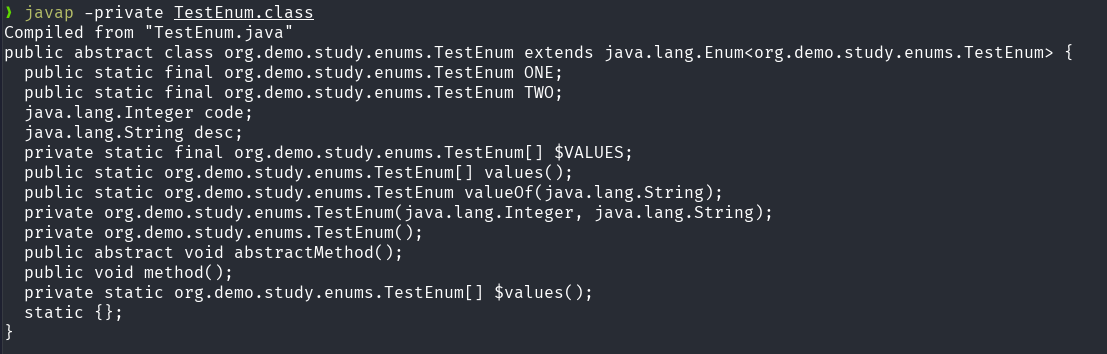 ❯ javap -private TestEnum.class
Compiled from "TestEnum.java"
public abstract class org.demo.study.enums.TestEnum extends java.lang.Enum<org.demo.study.enums.TestEnum> {
  public static final org.demo.study.enums.TestEnum ONE;
  public static final org.demo.study.enums.TestEnum TWO;
  java.lang.Integer code;
  java.lang.String desc;
  private static final org.demo.study.enums.TestEnum[] $VALUES;
  public static org.demo.study.enums.TestEnum[] values();
  public static org.demo.study.enums.TestEnum valueOf(java.lang.String);
  private org.demo.study.enums.TestEnum(java.lang.Integer, java.lang.String);
  private org.demo.study.enums.TestEnum();
  public abstract void abstractMethod();
  public void method();
  private static org.demo.study.enums.TestEnum[] $values();
  static {};
}